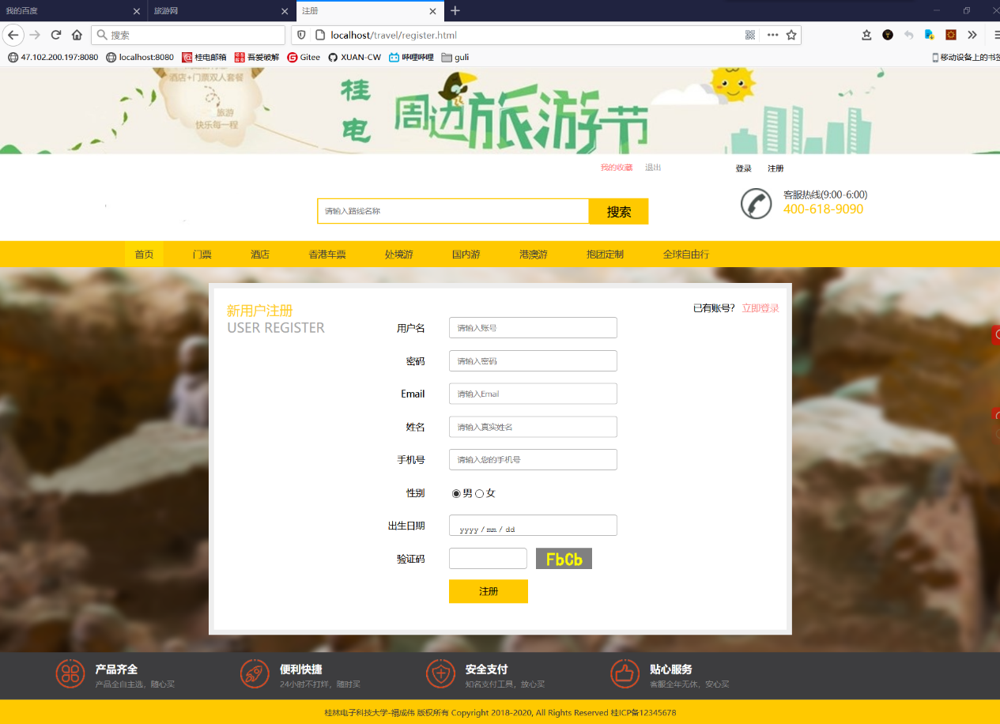 我的百度
旅游网
注册
搜索
localhost/travel/register.html
47.102.200.197:8080
localhost:8080
桂电邮箱
吾爱破解
Gitee
XUAN-CW
哔哩哔哩
guli
移动设备上的书签
酒店+门票双人套餐
旅游
快乐每一程
桂电
周边旅游节
我的收藏 退出
登录 注册
请输入路线名称
搜索
客服热线(9:00-6:00)
400-618-9090
首页 门票 酒店 香港车票 处境游 国内游 港澳游 抱团定制 全球自由行
新用户注册
USER REGISTER
已有账号? 立即登录
用户名 请输入账号
密码 请输入密码
Email 请输入Email
姓名 请输入真实姓名
手机号 请输入您的手机号
性别 男 女
出生日期 yyyy / mm / dd
验证码 FbCb
注册
产品齐全
产品全自主选，随心买
便利快捷
24小时不打烊，随时买
安全支付
知名支付工具，放心买
贴心服务
客服全年无休，安心买
桂林电子科技大学-禤成伟 版权所有 Copyright 2018-2020, All Rights Reserved 桂ICP备12345678